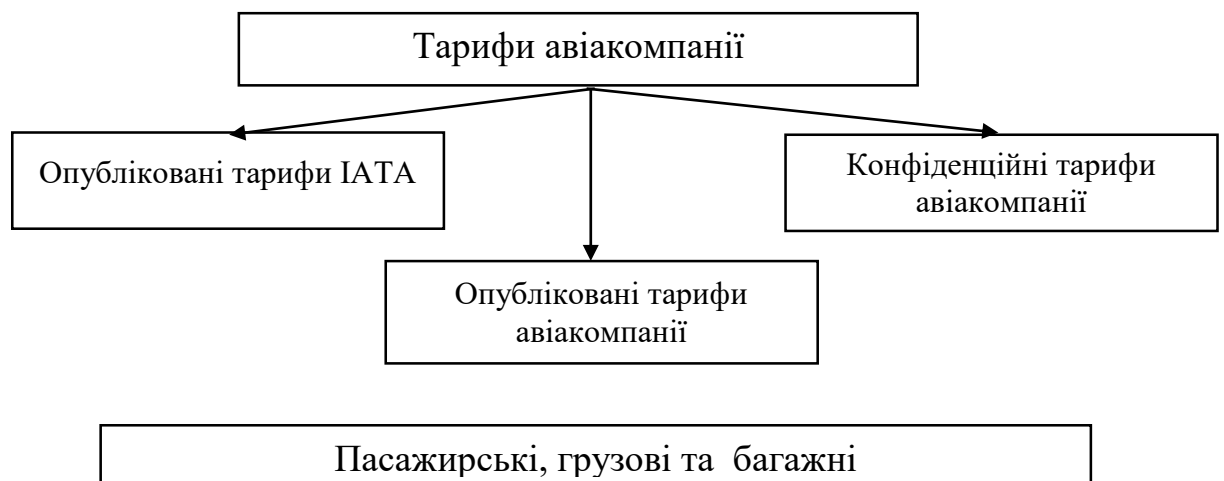 Тарифи авіакомпанії
Опубліковані тарифи ІАТА
Конфіденційні тарифи
авіакомпанії
Опубліковані тарифи
авіакомпанії
Пасажирські, грузові та багажні